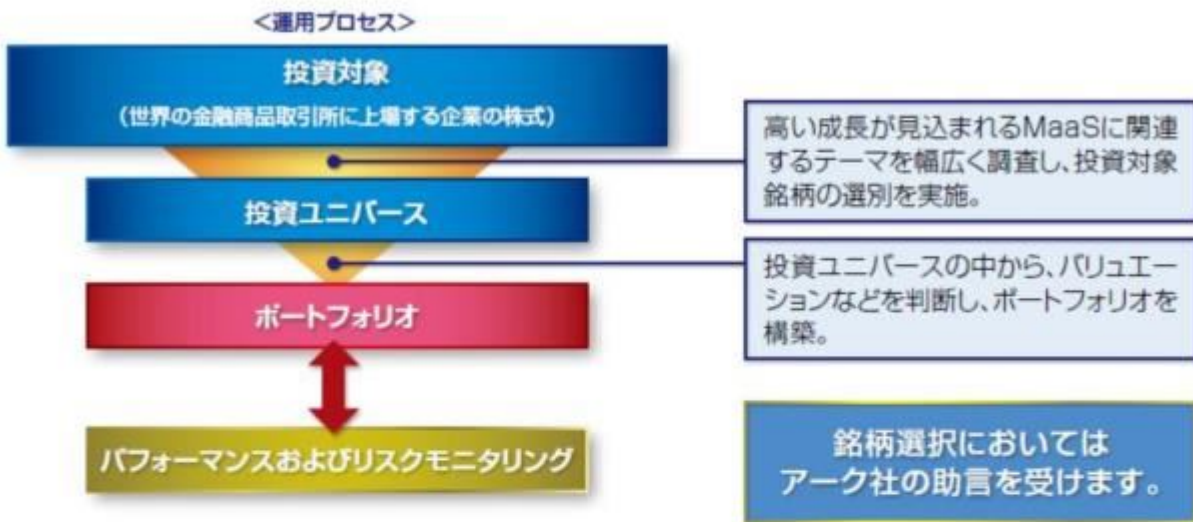 ＜運用プロセス＞
投資対象
（世界の金融商品取引所に上場する企業の株式）
高い成長が見込まれるMaaSに関連
するテーマを幅広く調査し、投資対象
銘柄の選別を実施。
投資ユニバース
投資ユニバースの中から、バリュエー
ションなどを判断し、ポートフォリオを
構築。
ポートフォリオ
パフォーマンスおよびリスクモニタリング
銘柄選択においては
アーク社の助言を受けます。